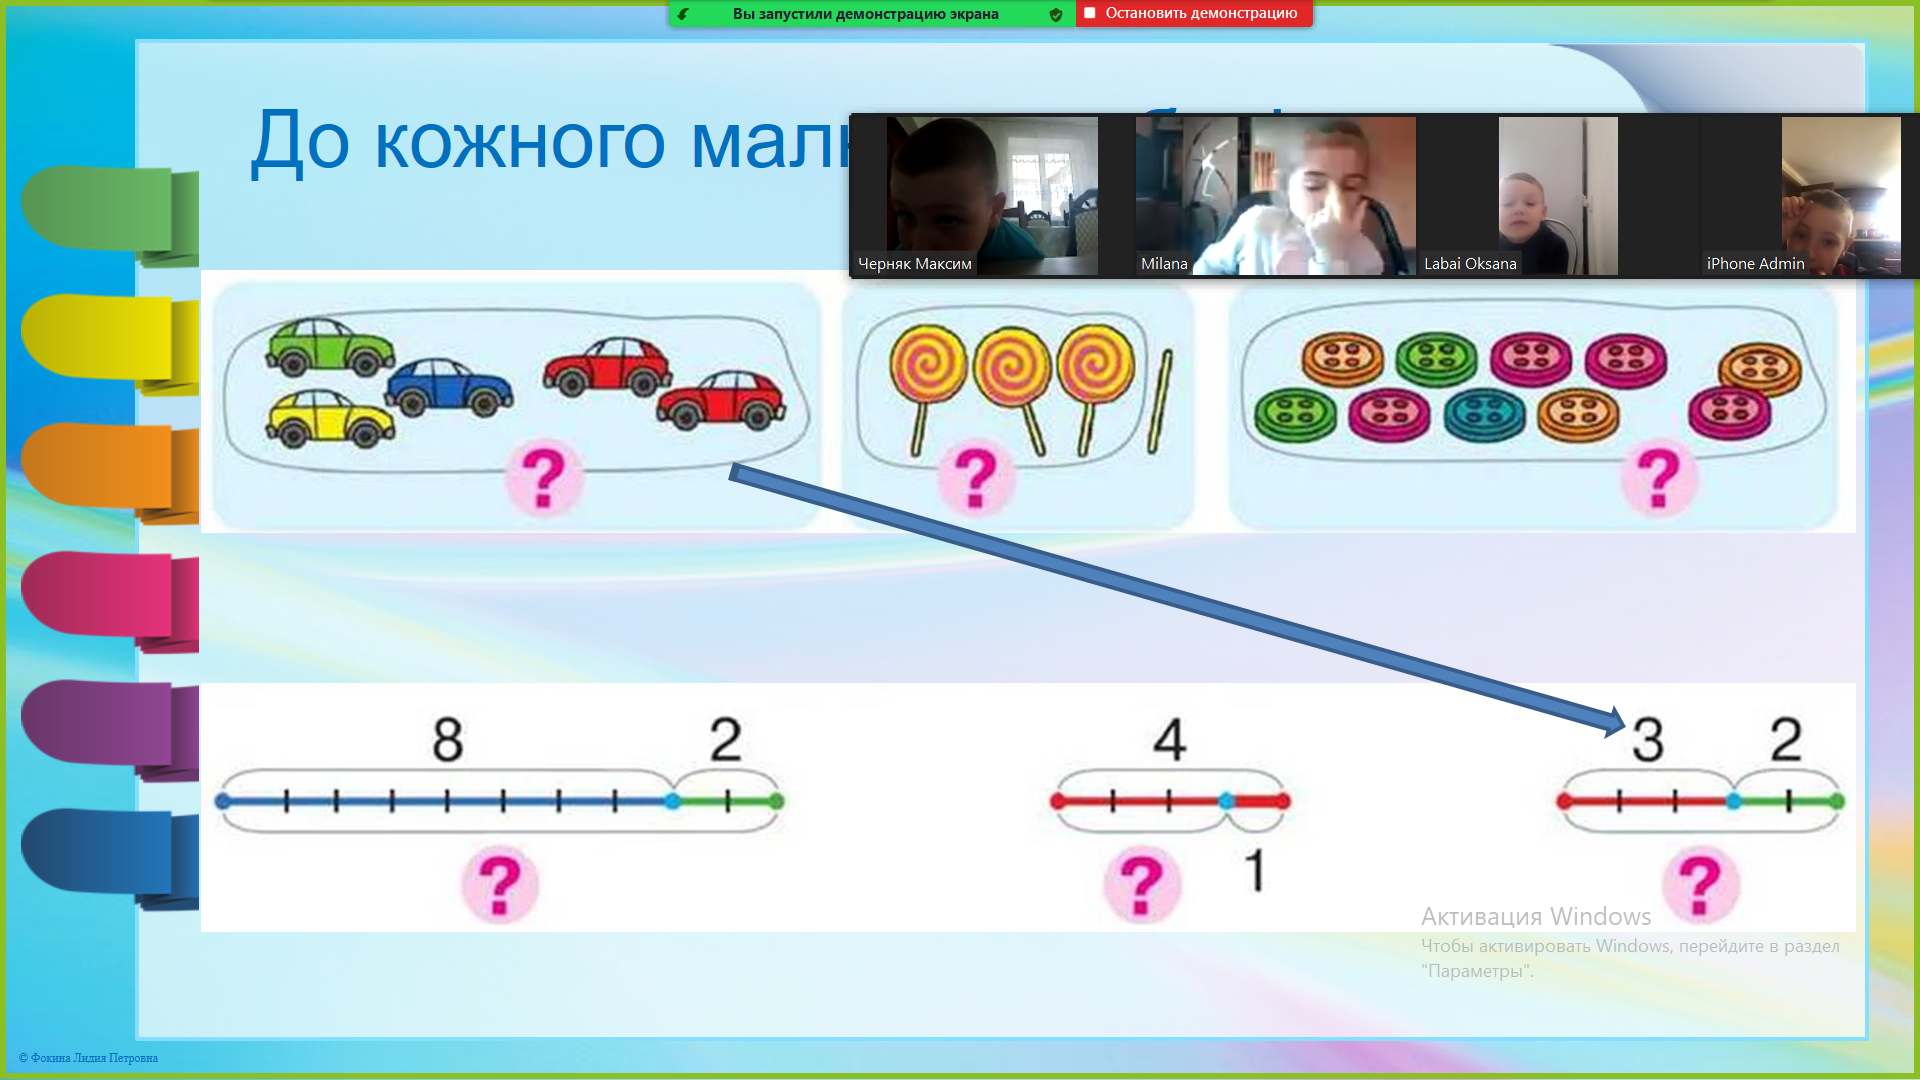 Вы запустили демонстрацию экрана
Остановить демонстрацию
До кожного
Черняк Максим
Milana
Labai Oksana
iPhone Admin
? ? ?
8 2 4 3 2
? ? 1 ?
Активация Windows
Чтобы активировать Windows, перейдите в раздел
"Параметры".
© Фокина Лидия Петровна